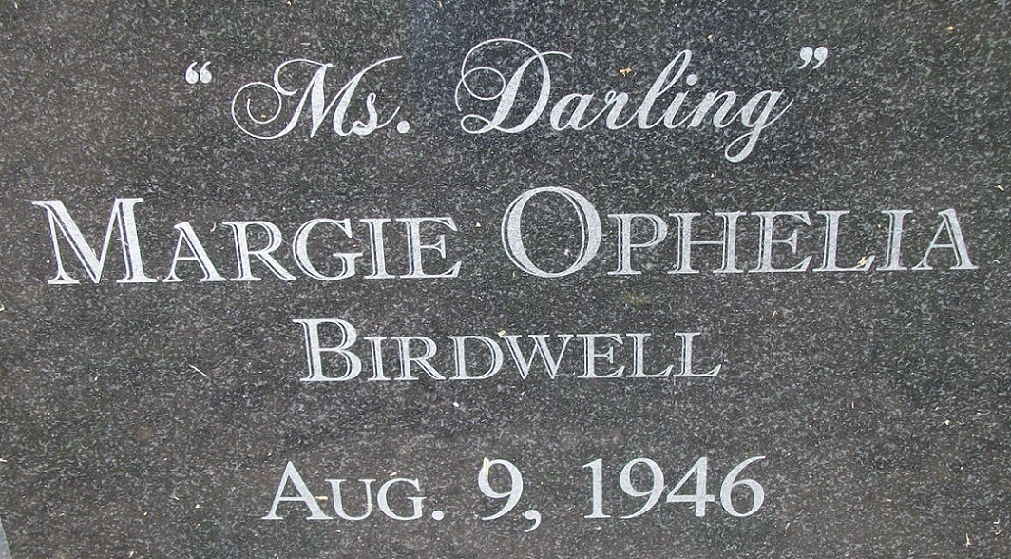 “Ms. Darling”
MARGIE OPHELIA
BIRDWELL
AUG. 9, 1946